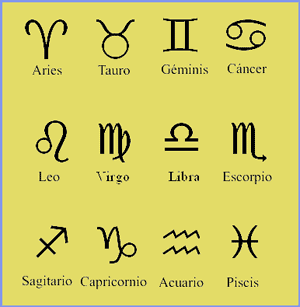 Aries Tauro Géminis Cáncer
Leo Virgo Libra Escorpio
Sagitario Capricornio Acuario Piscis